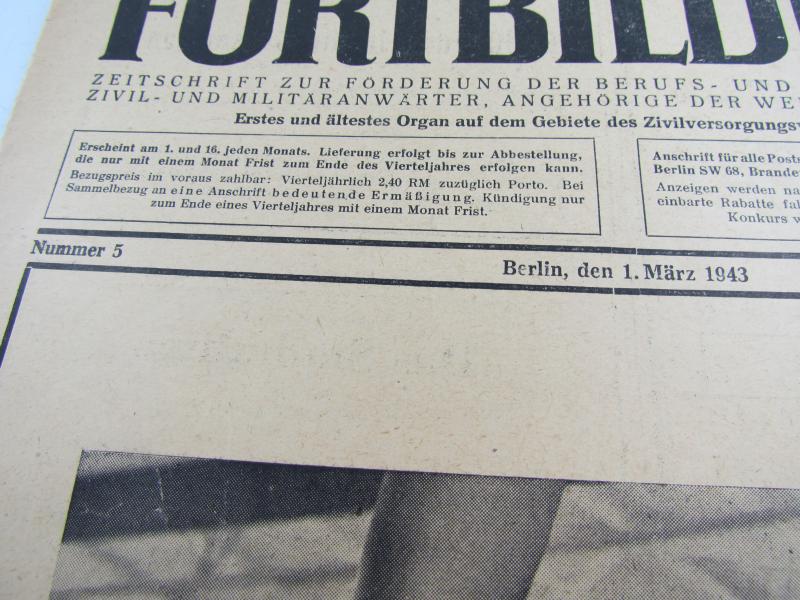 FORTBILD
ZEITSCHRIFT ZUR FÖRDERUNG DER BERUFS- UND
ZIVIL- UND MILITÄRANWÄRTER, ANGEHÖRIGE DER WE
Erstes und ältestes Organ auf dem Gebiete des Zivilversorgungs
Erscheint am 1. und 16. jeden Monats. Lieferung erfolgt bis zur Abbestellung,
die nur mit einem Monat Frist zum Ende des Vierteljahres erfolgen kann.
Bezugspreis im voraus zahlbar: Vierteljährlich 2,40 RM zuzüglich Porto. Bei
Sammelbezug an eine Anschrift bedeutende Ermäßigung. Kündigung nur
zum Ende eines Vierteljahres mit einem Monat Frist.
Anschrift für alle Posts
Berlin SW 68, Brande
Anzeigen werden na
einbarte Rabatte fal
Konkurs v
Nummer 5
Berlin, den 1. März 1943